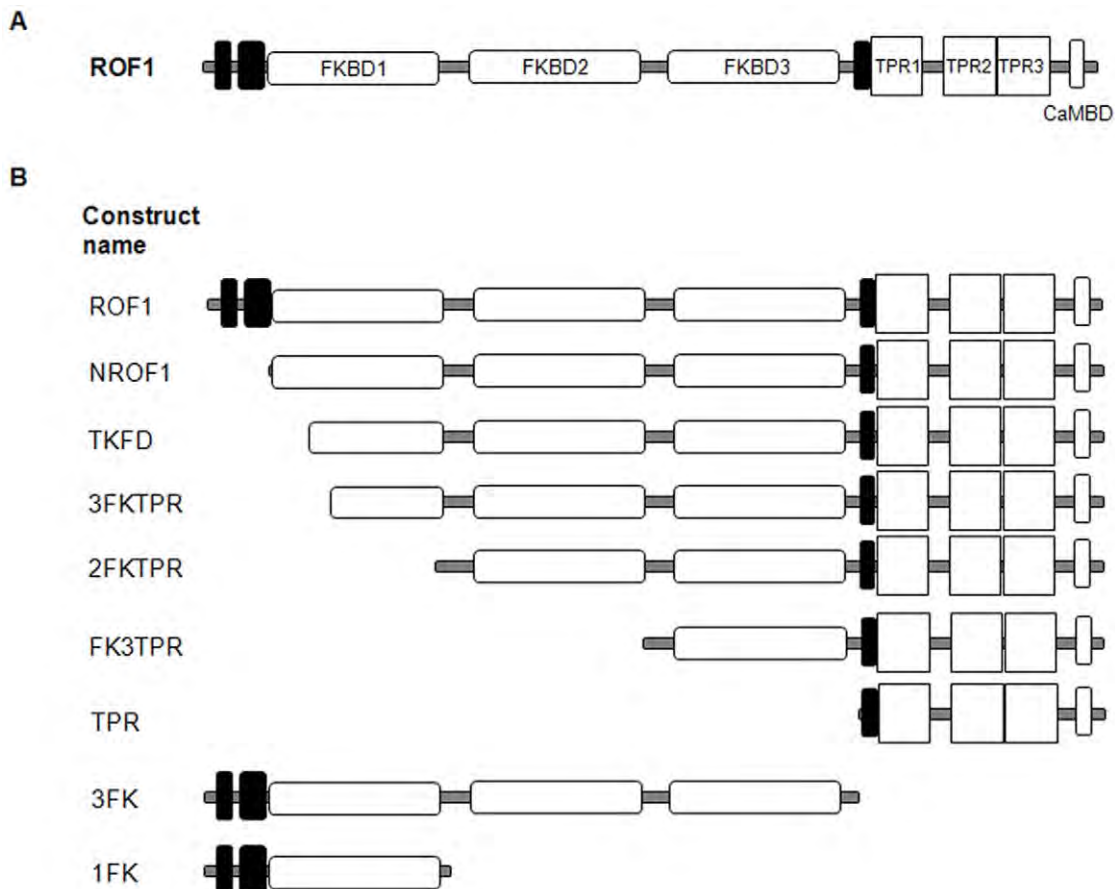 A
ROF1 FKBD1 FKBD2 FKBD3 TPR1 TPR2 TPR3
CaMBD
B
Construct
name
ROF1
NROF1
TKFD
3FKTPR
2FKTPR
FK3TPR
TPR
3FK
1FK